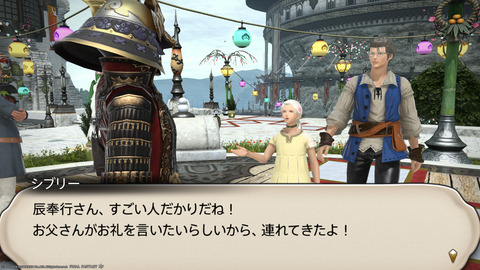 シブリー
辰奉行さん、すごい人だかりだね！
お父さんがお礼を言いたいらしいから、連れてきたよ！